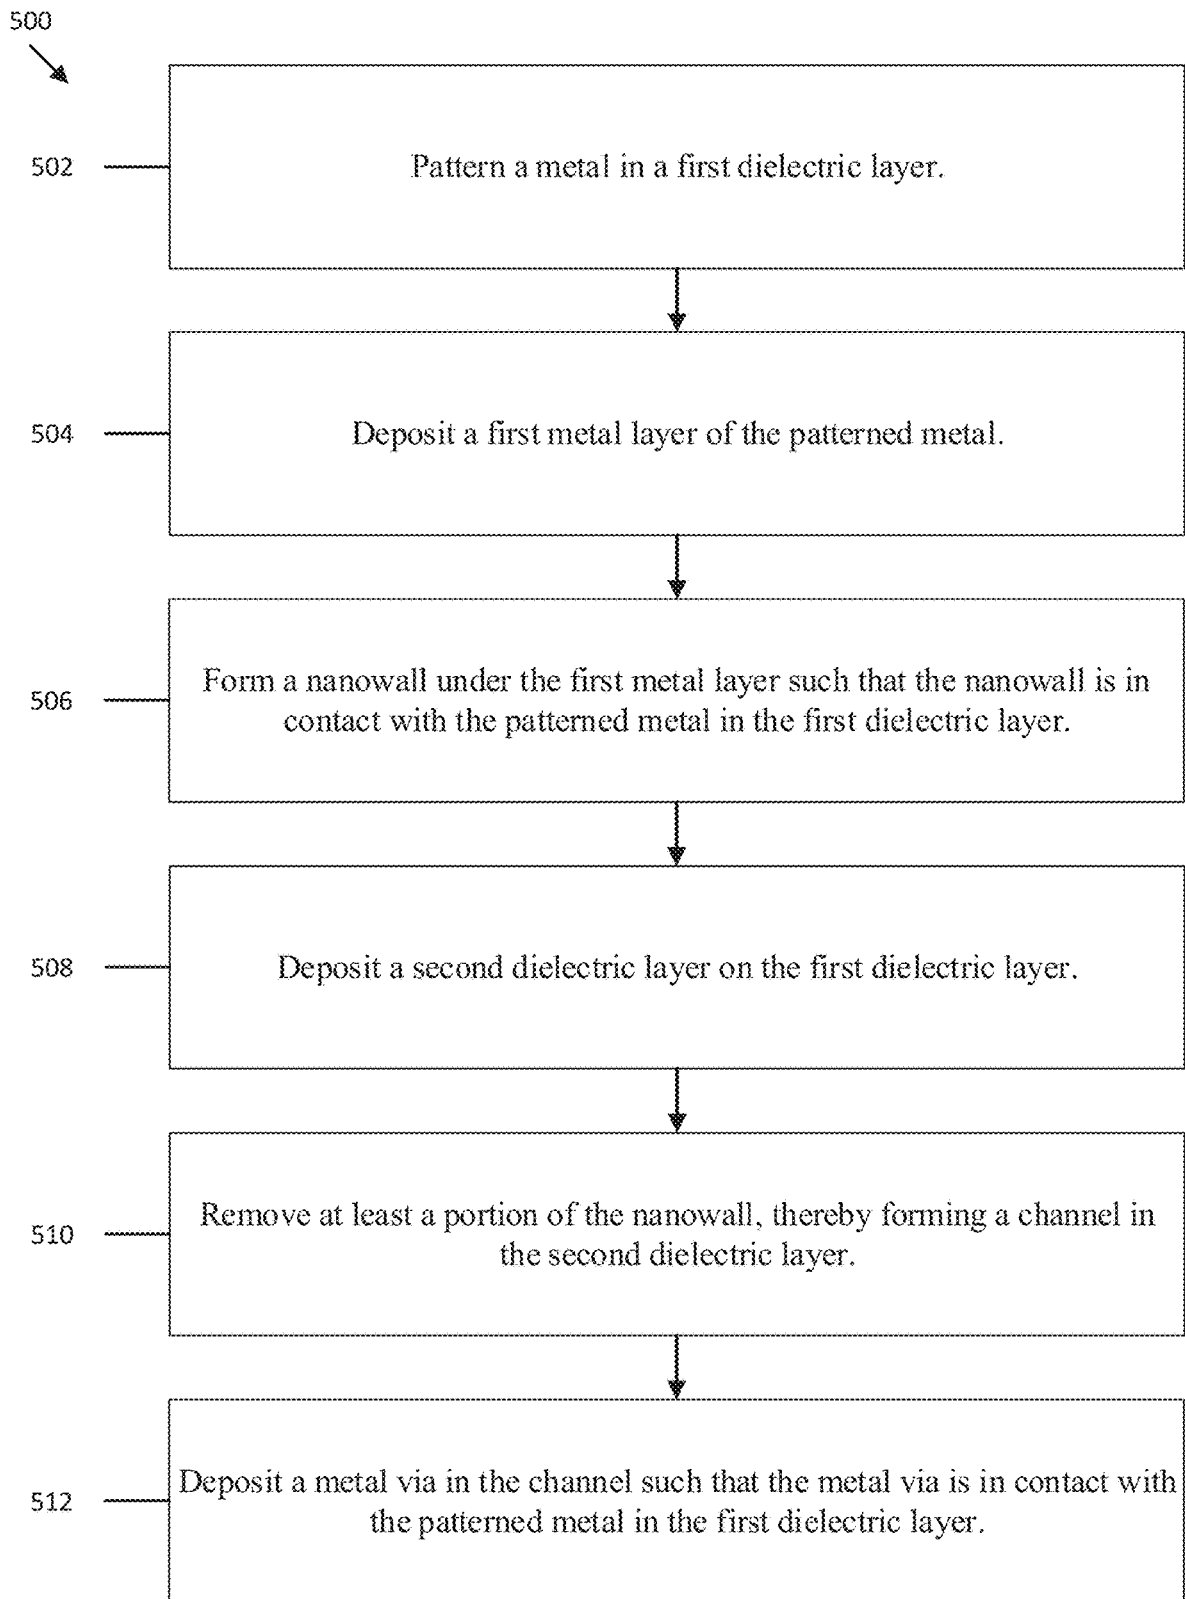 500
502
Pattern a metal in a first dielectric layer.
504
Deposit a first metal layer of the patterned metal.
506
Form a nanowall under the first metal layer such that the nanowall is in
contact with the patterned metal in the first dielectric layer.
508
Deposit a second dielectric layer on the first dielectric layer.
510
Remove at least a portion of the nanowall, thereby forming a channel in
the second dielectric layer.
512
Deposit a metal via in the channel such that the metal via is in contact with
the patterned metal in the first dielectric layer.